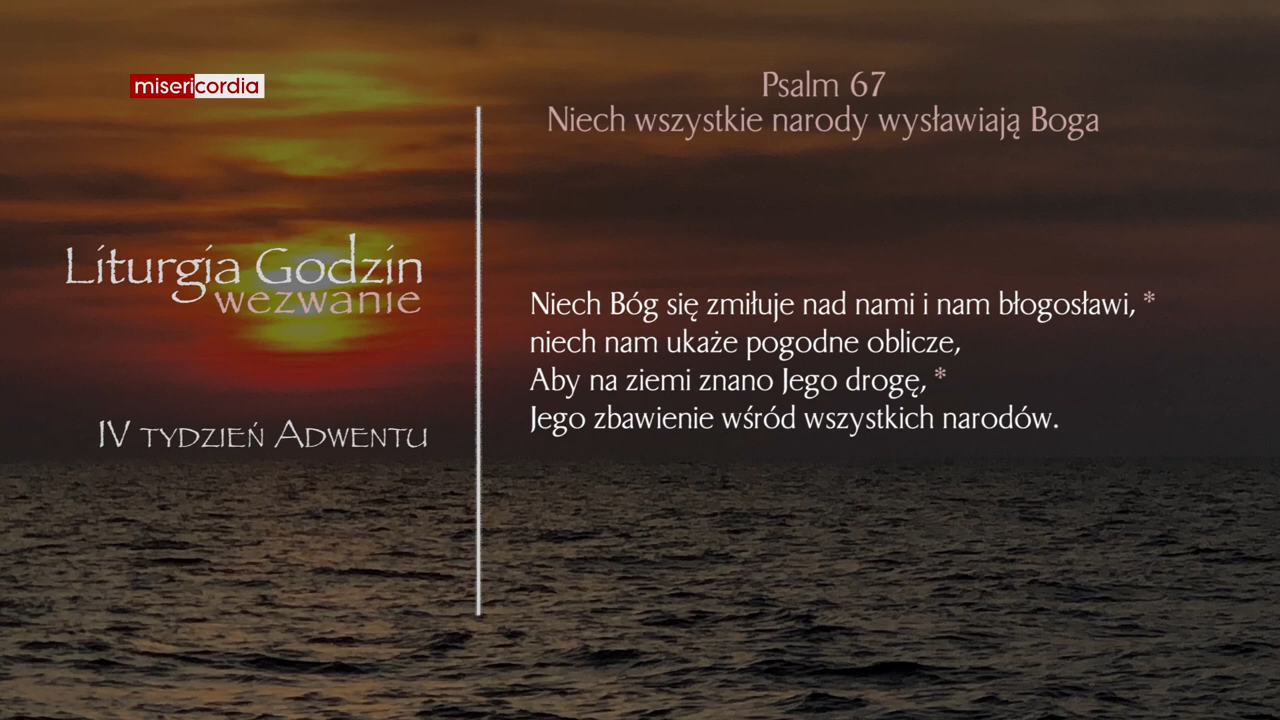 misericordia
Liturgia Godzin
wezwanie
IV tydzień Adwentu
Psalm 67
Niech wszystkie narody wysławiają Boga
Niech Bóg się zmiłuje nad nami i nam błogosławi, *
niech nam ukaże pogodne oblicze,
Aby na ziemi znano Jego drogę, *
Jego zbawienie wśród wszystkich narodów.